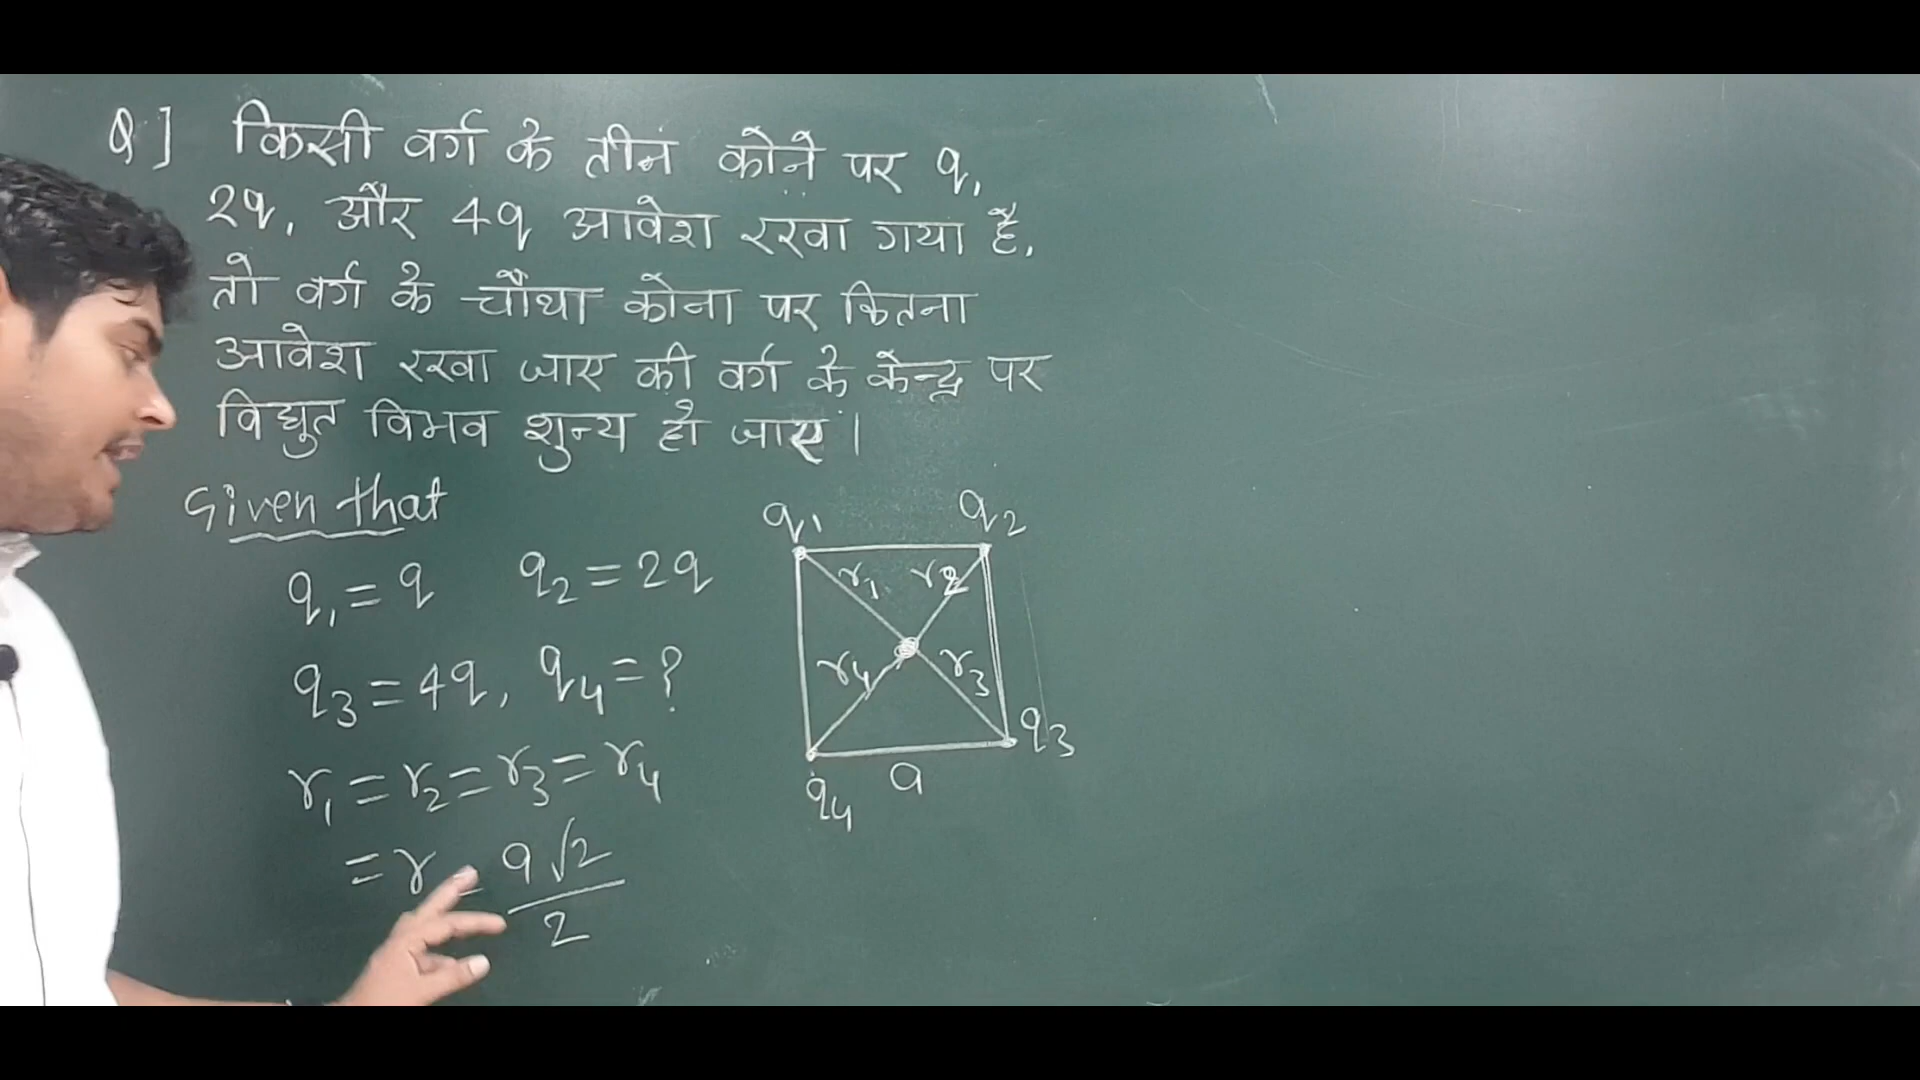 Q] किसी वर्ग के तीन कोने पर q,
2q, और 4q आवेश रखा गया है,
तो वर्ग के चौथा कोना पर कितना
आवेश रखा जाए की वर्ग के केन्द्र पर
विद्युत विभव शुन्य हो जाए।
Given that
q₁ = q q₂ = 2q
q₃ = 4q, q₄ = ?
r₁ = r₂ = r₃ = r₄
= r = a√2
2
q₁ q₂
r₁ r₂
r₄ r₃
q₃
q₄ a